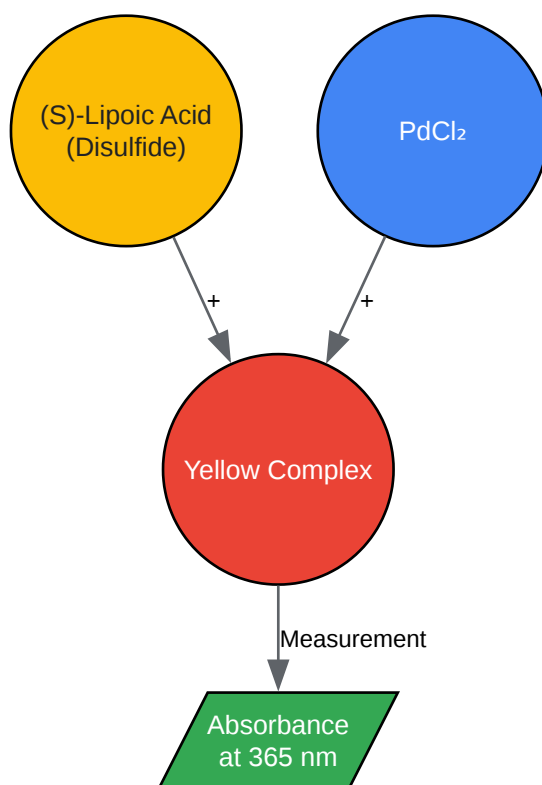 (S)-Lipoic Acid
(Disulfide)
PdCl₂
+
+
Yellow Complex
Measurement
Absorbance
at 365 nm